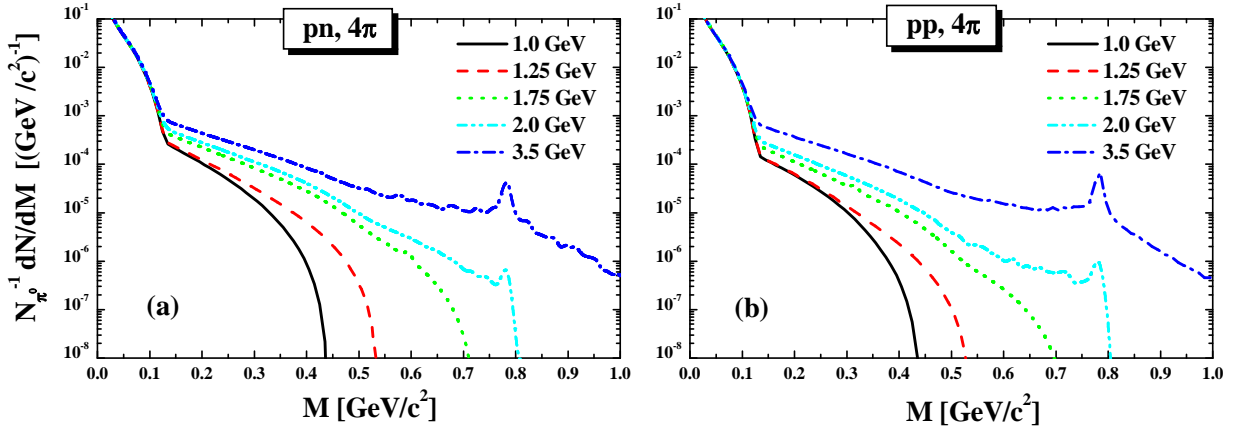 pn, 4π
1.0 GeV
1.25 GeV
1.75 GeV
2.0 GeV
3.5 GeV
(a)
10⁻¹
10⁻²
10⁻³
10⁻⁴
10⁻⁵
10⁻⁶
10⁻⁷
10⁻⁸
0.0 0.1 0.2 0.3 0.4 0.5 0.6 0.7 0.8 0.9 1.0
M [GeV/c²]
N_π⁰⁻¹ dN/dM [(GeV /c²)⁻¹]
pp, 4π
1.0 GeV
1.25 GeV
1.75 GeV
2.0 GeV
3.5 GeV
(b)
10⁻¹
10⁻²
10⁻³
10⁻⁴
10⁻⁵
10⁻⁶
10⁻⁷
10⁻⁸
0.0 0.1 0.2 0.3 0.4 0.5 0.6 0.7 0.8 0.9 1.0
M [GeV/c²]